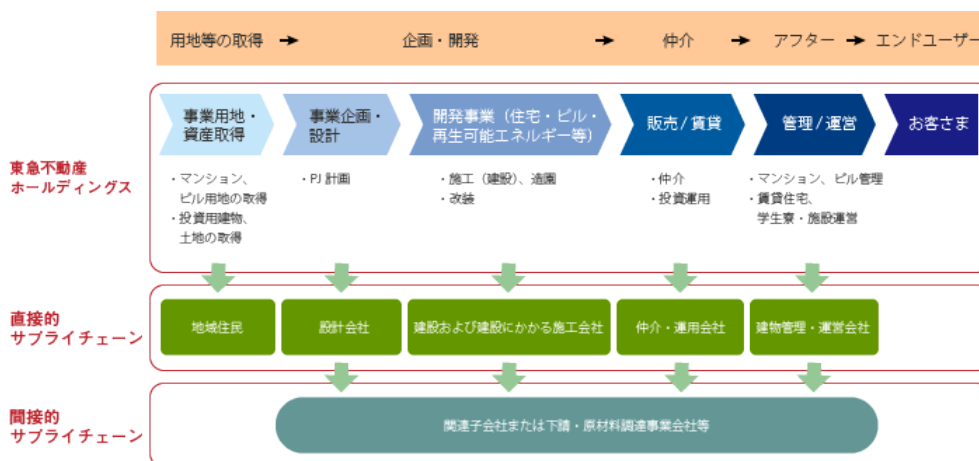 用地等の取得 → 企画・開発 → 仲介 → アフター → エンドユーザー
東急不動産
ホールディングス
事業用地・
資産取得
事業企画・
設計
開発事業（住宅・ビル・
再生可能エネルギー等）
販売/賃貸
管理/運営
お客さま
・マンション、
ビル用地の取得
・投資用建物、
土地の取得
・PJ計画
・施工（建設）、造園
・改装
・仲介
・投資運用
・マンション、ビル管理
・賃貸住宅、
学生寮・施設運営
直接的
サプライチェーン
地域住民
設計会社
建設および建設にかかる施工会社
仲介・運用会社
建物管理・運営会社
間接的
サプライチェーン
関連子会社または下請・原材料調達事業会社等